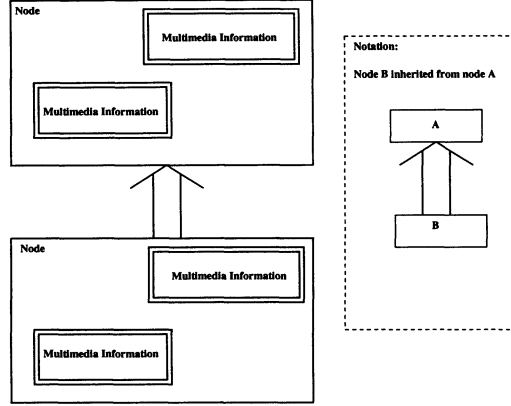 Node
Multimedia Information
Multimedia Information
Node
Multimedia Information
Multimedia Information
Notation:
Node B inherited from node A
A
B